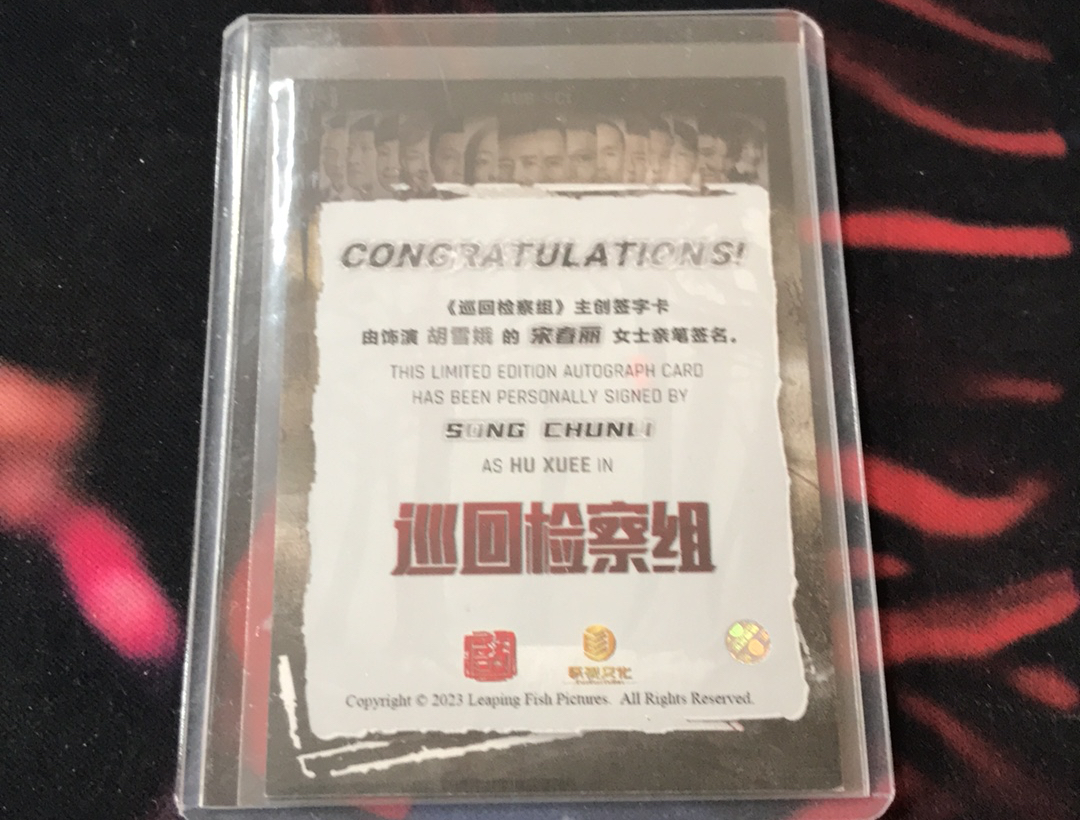 CONGRATULATIONS!
《巡回检察组》主创签字卡
由饰演 胡雪娥 的 宋春丽 女士亲笔签名。
THIS LIMITED EDITION AUTOGRAPH CARD
HAS BEEN PERSONALLY SIGNED BY
SONG CHUNLI
AS HU XUEE IN
巡回检察组
Copyright © 2023 Leaping Fish Pictures. All Rights Reserved.